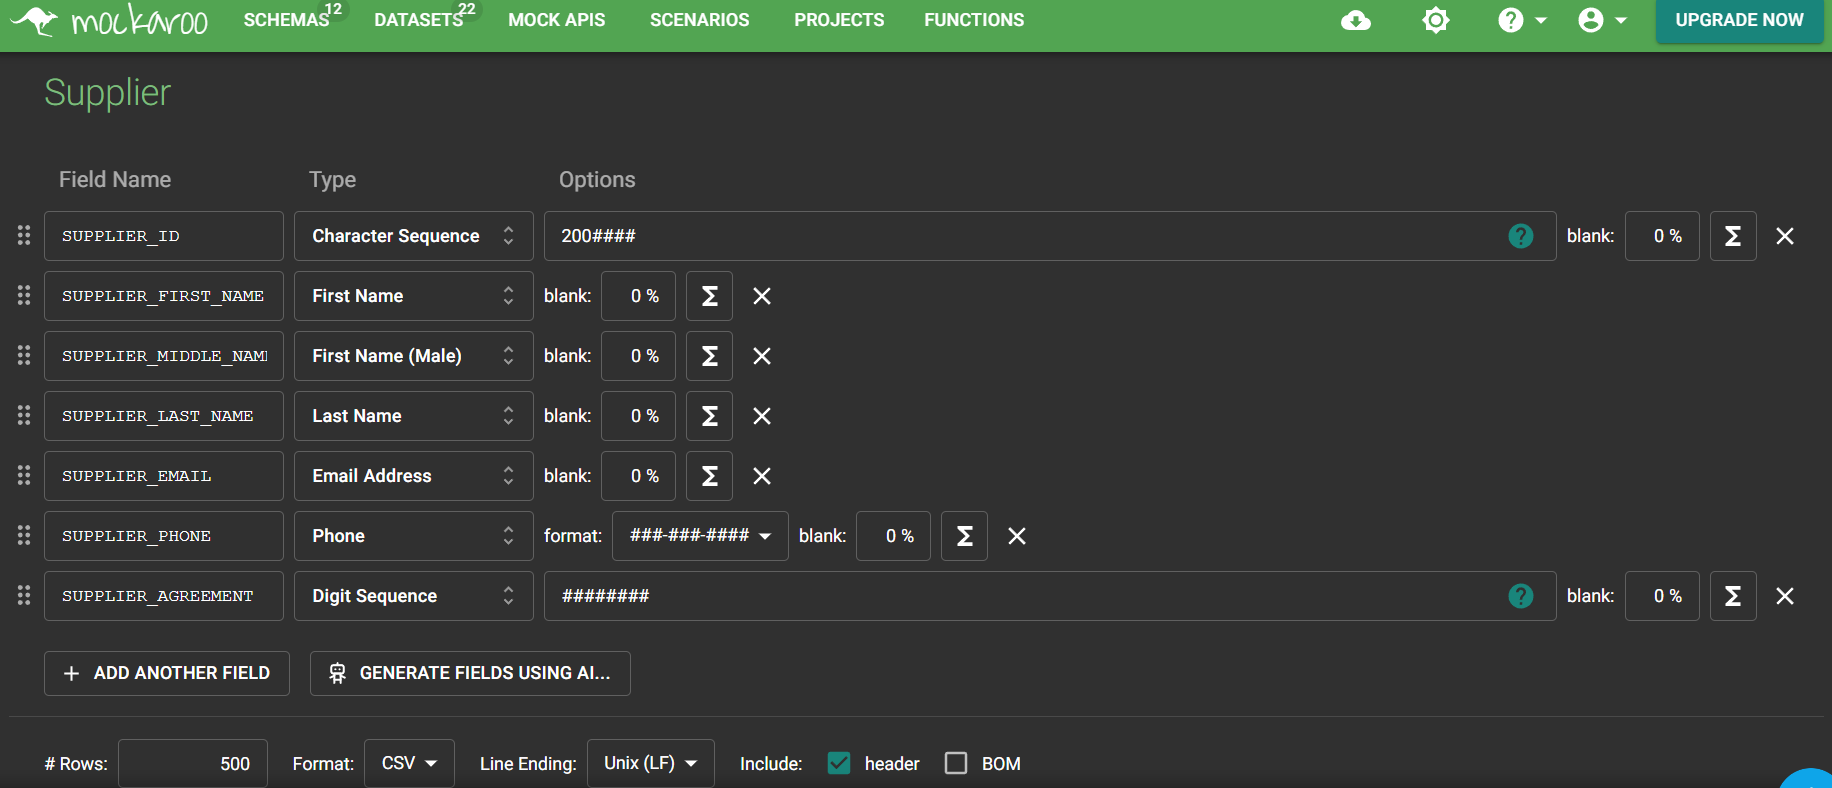 mockaroo SCHEMAS 12 DATASETS 22 MOCK APIS SCENARIOS PROJECTS FUNCTIONS UPGRADE NOW
Supplier
Field Name Type Options
SUPPLIER_ID Character Sequence 200#### blank: 0 % Σ
SUPPLIER_FIRST_NAME First Name blank: 0 % Σ
SUPPLIER_MIDDLE_NAM First Name (Male) blank: 0 % Σ
SUPPLIER_LAST_NAME Last Name blank: 0 % Σ
SUPPLIER_EMAIL Email Address blank: 0 % Σ
SUPPLIER_PHONE Phone format: ###-###-#### blank: 0 % Σ
SUPPLIER_AGREEMENT Digit Sequence ######## blank: 0 % Σ
+ ADD ANOTHER FIELD GENERATE FIELDS USING AI...
# Rows: 500 Format: CSV Line Ending: Unix (LF) Include: header BOM